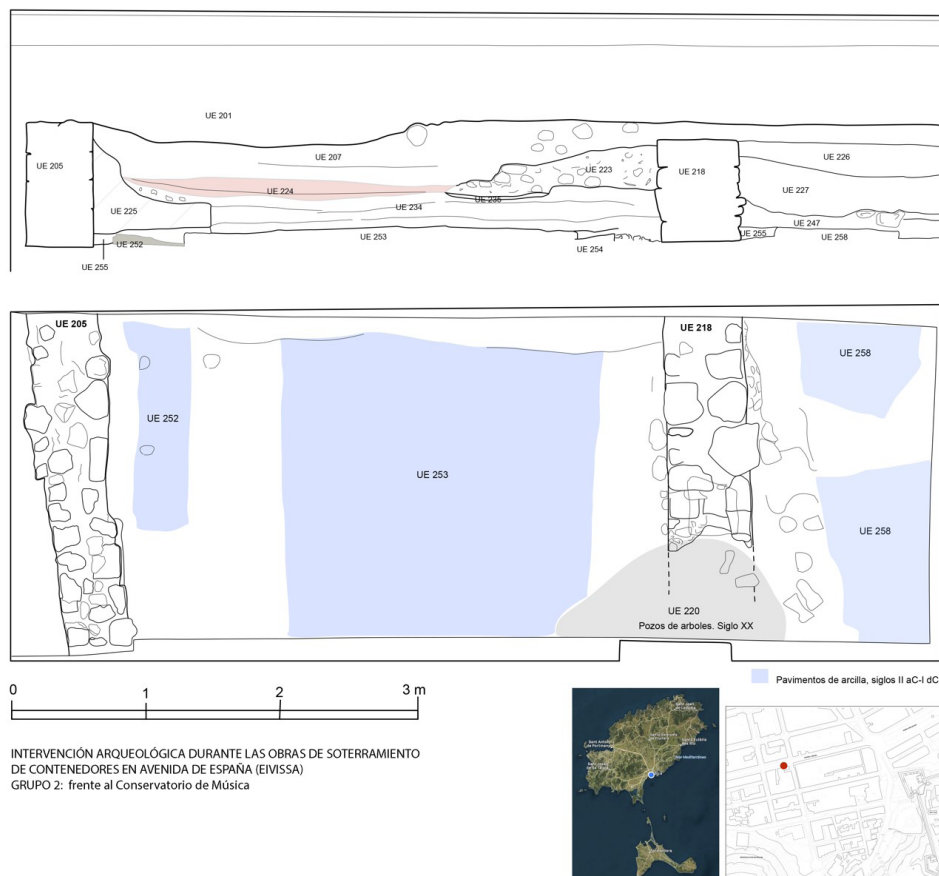 UE 201
UE 205
UE 207
UE 223
UE 218
UE 226
UE 224
UE 227
UE 225
UE 234
UE 235
UE 247
UE 252
UE 253
UE 254
UE 255
UE 258
UE 255
UE 205
UE 218
UE 258
UE 252
UE 253
UE 258
UE 220
Pozos de arboles. Siglo XX
Pavimentos de arcilla, siglos II aC-I dC
0 1 2 3 m
INTERVENCIÓN ARQUEOLÓGICA DURANTE LAS OBRAS DE SOTERRAMIENTO
DE CONTENEDORES EN AVENIDA DE ESPAÑA (EIVISSA)
GRUPO 2: frente al Conservatorio de Música